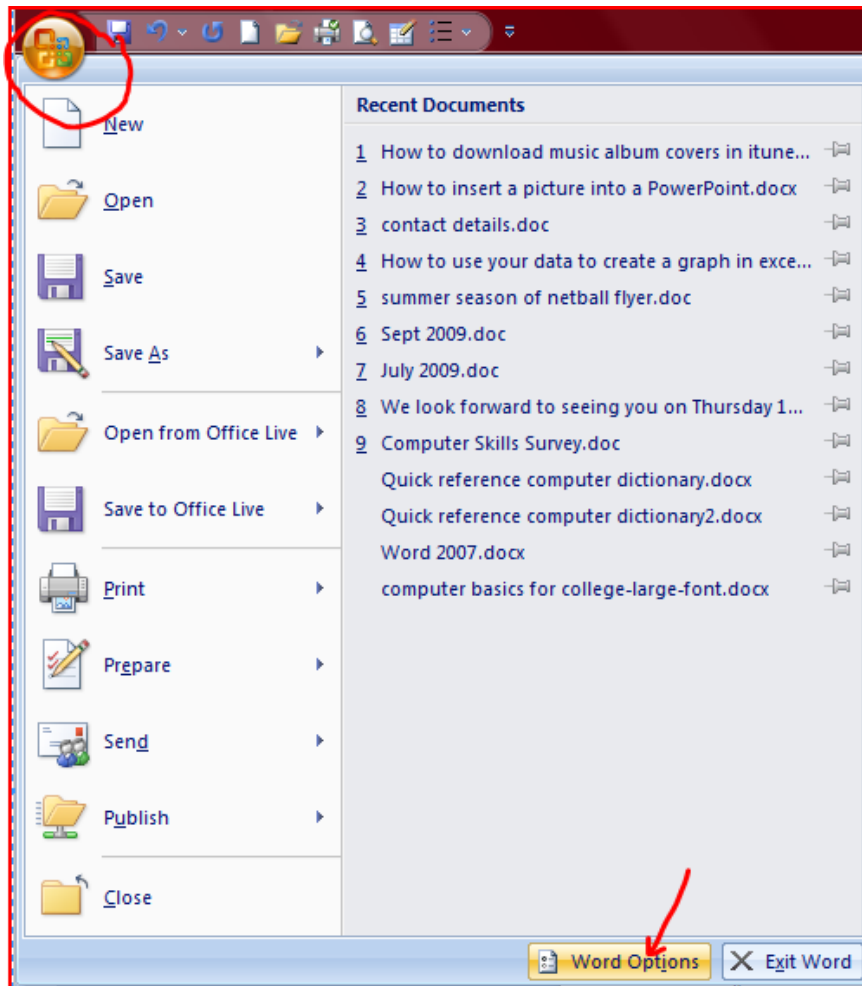 New
Open
Save
Save As
Open from Office Live
Save to Office Live
Print
Prepare
Send
Publish
Close
Recent Documents
1 How to download music album covers in itune...
2 How to insert a picture into a PowerPoint.docx
3 contact details.doc
4 How to use your data to create a graph in exce...
5 summer season of netball flyer.doc
6 Sept 2009.doc
7 July 2009.doc
8 We look forward to seeing you on Thursday 1...
9 Computer Skills Survey.doc
Quick reference computer dictionary.docx
Quick reference computer dictionary2.docx
Word 2007.docx
computer basics for college-large-font.docx
Word Options
Exit Word